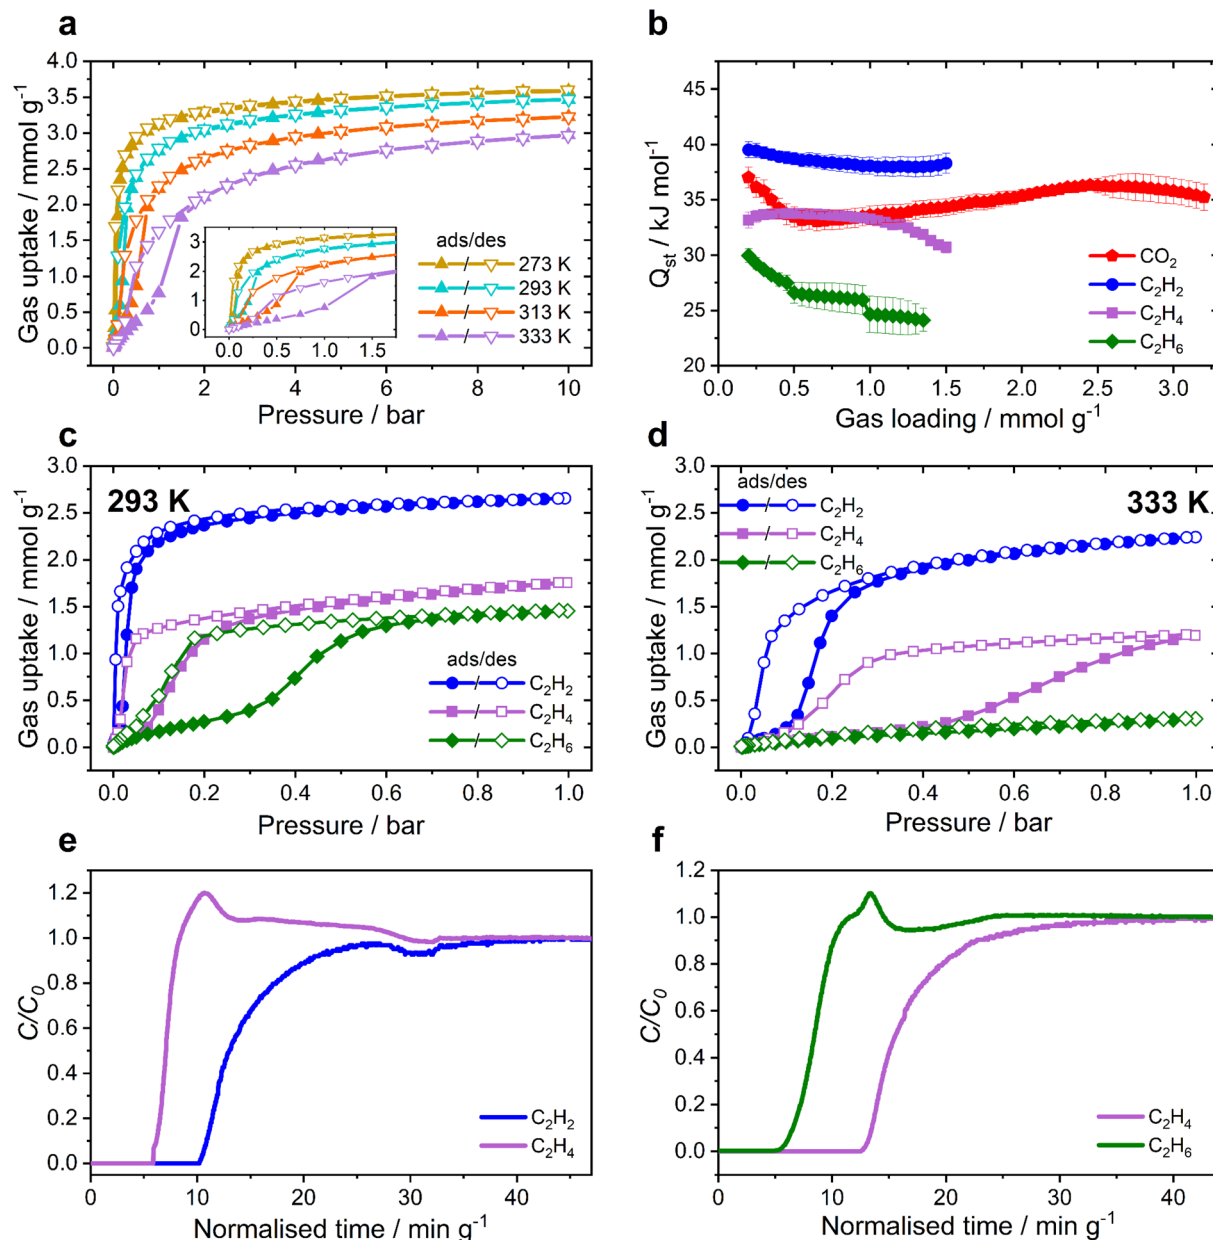 a
Gas uptake / mmol g⁻¹
4.0
3.5
3.0
2.5
2.0
1.5
1.0
0.5
0.0
3
2
1
0
0.0 0.5 1.0 1.5
ads/des
/ 273 K
/ 293 K
/ 313 K
/ 333 K
0 2 4 6 8 10
Pressure / bar
b
Qst / kJ mol⁻¹
45
40
35
30
25
20
CO₂
C₂H₂
C₂H₄
C₂H₆
0.0 0.5 1.0 1.5 2.0 2.5 3.0
Gas loading / mmol g⁻¹
c
293 K
Gas uptake / mmol g⁻¹
3.0
2.5
2.0
1.5
1.0
0.5
0.0
ads/des
/ C₂H₂
/ C₂H₄
/ C₂H₆
0.0 0.2 0.4 0.6 0.8 1.0
Pressure / bar
d
333 K
Gas uptake / mmol g⁻¹
3.0
2.5
2.0
1.5
1.0
0.5
0.0
ads/des
/ C₂H₂
/ C₂H₄
/ C₂H₆
0.0 0.2 0.4 0.6 0.8 1.0
Pressure / bar
e
C/C₀
1.2
1.0
0.8
0.6
0.4
0.2
0.0
C₂H₂
C₂H₄
0 10 20 30 40
Normalised time / min g⁻¹
f
C/C₀
1.2
1.0
0.8
0.6
0.4
0.2
0.0
C₂H₄
C₂H₆
0 10 20 30 40
Normalised time / min g⁻¹